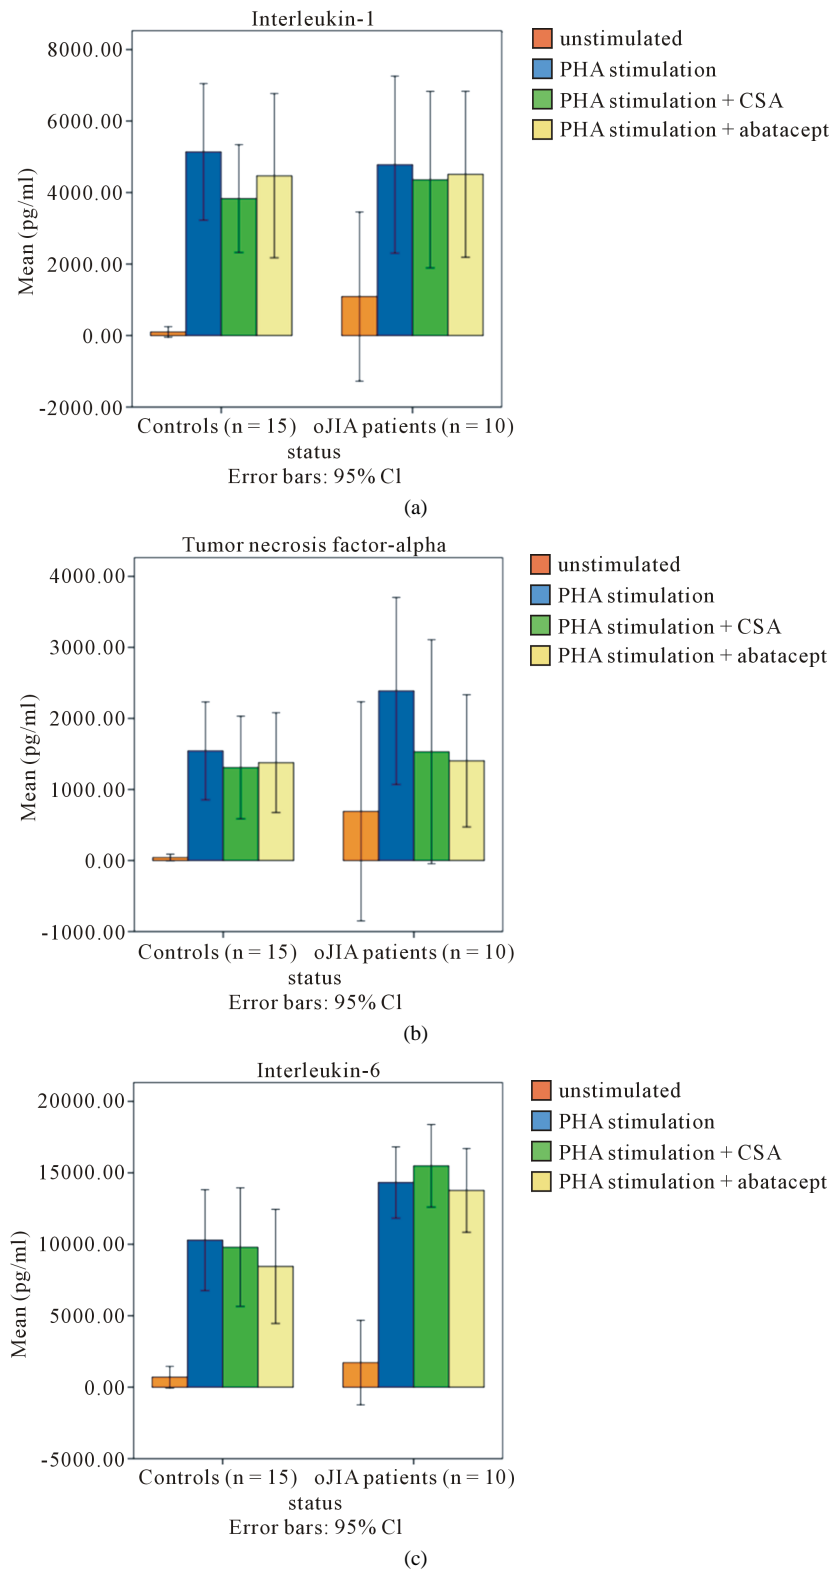 Interleukin-1
unstimulated
PHA stimulation
PHA stimulation + CSA
PHA stimulation + abatacept
8000.00
6000.00
4000.00
2000.00
0.00
-2000.00
Mean (pg/ml)
Controls (n = 15) oJIA patients (n = 10)
status
Error bars: 95% Cl
(a)
Tumor necrosis factor-alpha
unstimulated
PHA stimulation
PHA stimulation + CSA
PHA stimulation + abatacept
4000.00
3000.00
2000.00
1000.00
0.00
-1000.00
Mean (pg/ml)
Controls (n = 15) oJIA patients (n = 10)
status
Error bars: 95% Cl
(b)
Interleukin-6
unstimulated
PHA stimulation
PHA stimulation + CSA
PHA stimulation + abatacept
20000.00
15000.00
10000.00
5000.00
0.00
-5000.00
Mean (pg/ml)
Controls (n = 15) oJIA patients (n = 10)
status
Error bars: 95% Cl
(c)